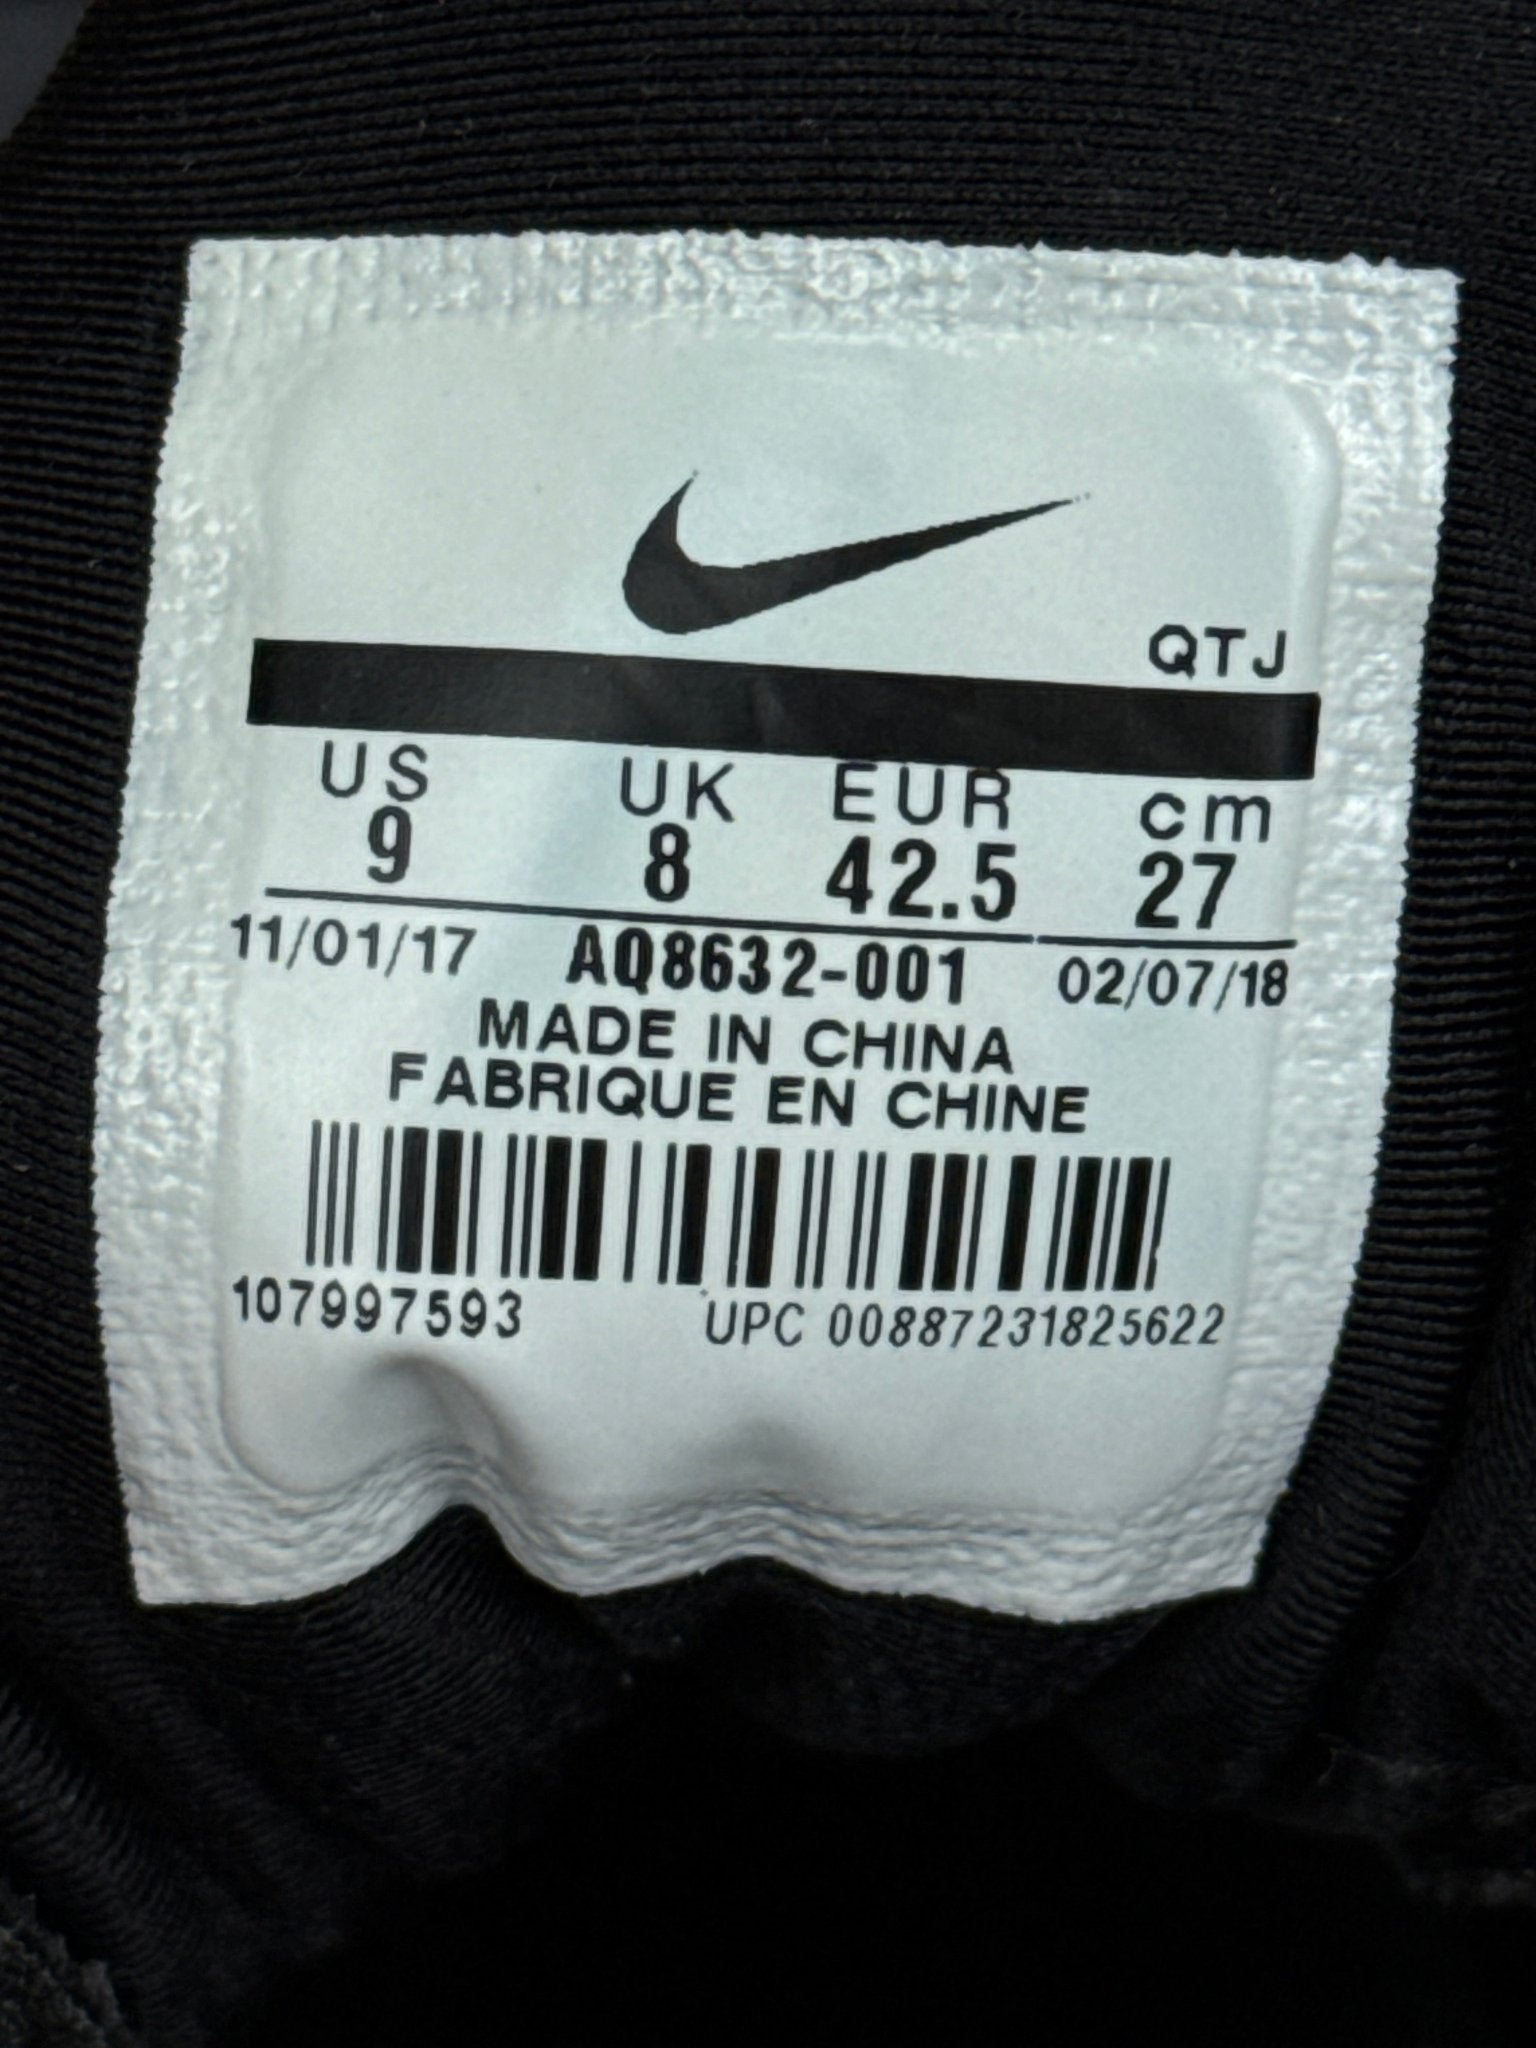 QTJ
US UK EUR cm
9 8 42.5 27
11/01/17 AQ8632-001 02/07/18
MADE IN CHINA
FABRIQUE EN CHINE
107997593 UPC 00887231825622